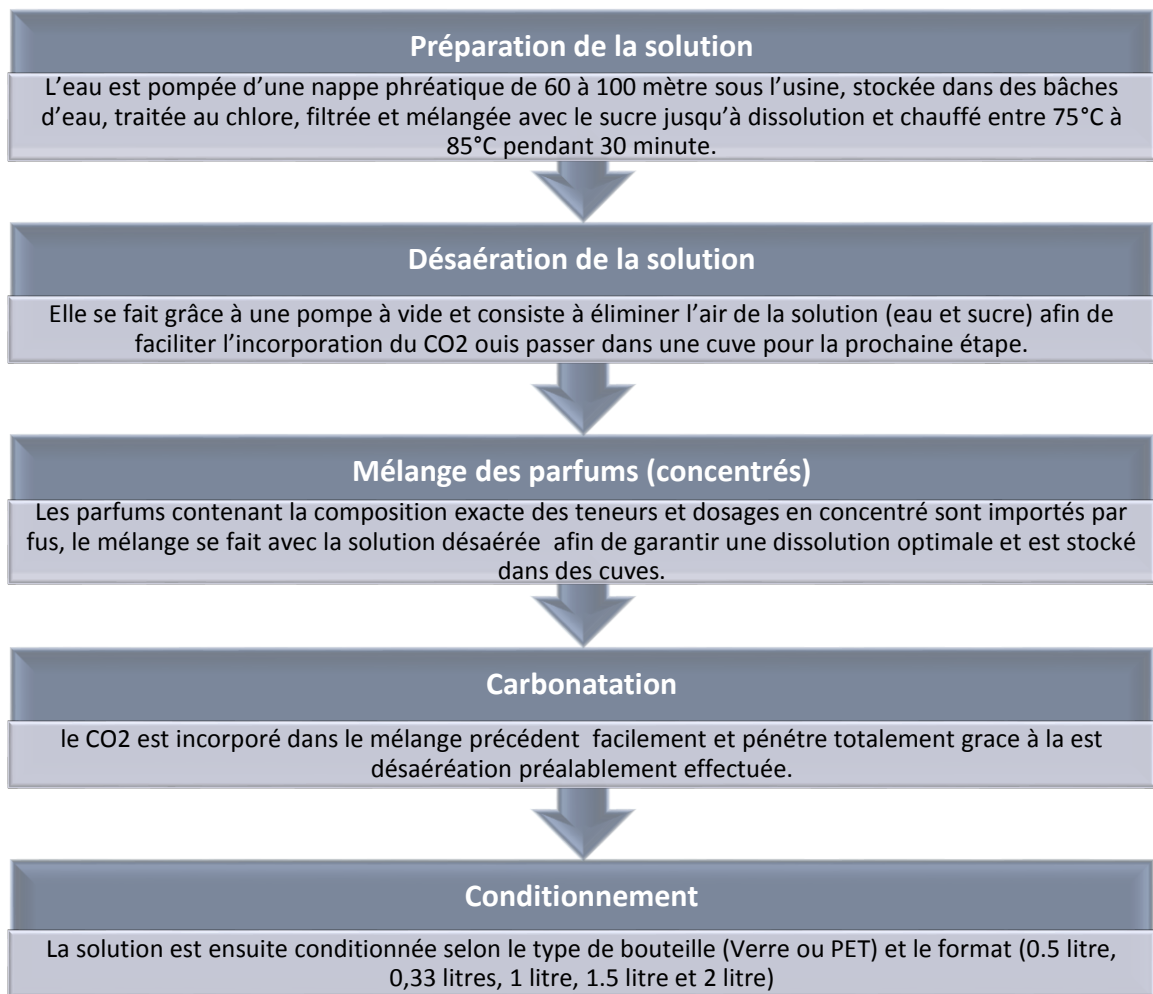 Préparation de la solution
L'eau est pompée d'une nappe phréatique de 60 à 100 mètre sous l'usine, stockée dans des bâches
d'eau, traitée au chlore, filtrée et mélangée avec le sucre jusqu'à dissolution et chauffé entre 75°C à
85°C pendant 30 minute.
Désaération de la solution
Elle se fait grâce à une pompe à vide et consiste à éliminer l'air de la solution (eau et sucre) afin de
faciliter l'incorporation du CO2 ouis passer dans une cuve pour la prochaine étape.
Mélange des parfums (concentrés)
Les parfums contenant la composition exacte des teneurs et dosages en concentré sont importés par
fus, le mélange se fait avec la solution désaérée afin de garantir une dissolution optimale et est stocké
dans des cuves.
Carbonatation
le CO2 est incorporé dans le mélange précédent facilement et pénétre totalement grace à la est
désaéréation préalablement effectuée.
Conditionnement
La solution est ensuite conditionnée selon le type de bouteille (Verre ou PET) et le format (0.5 litre,
0,33 litres, 1 litre, 1.5 litre et 2 litre)